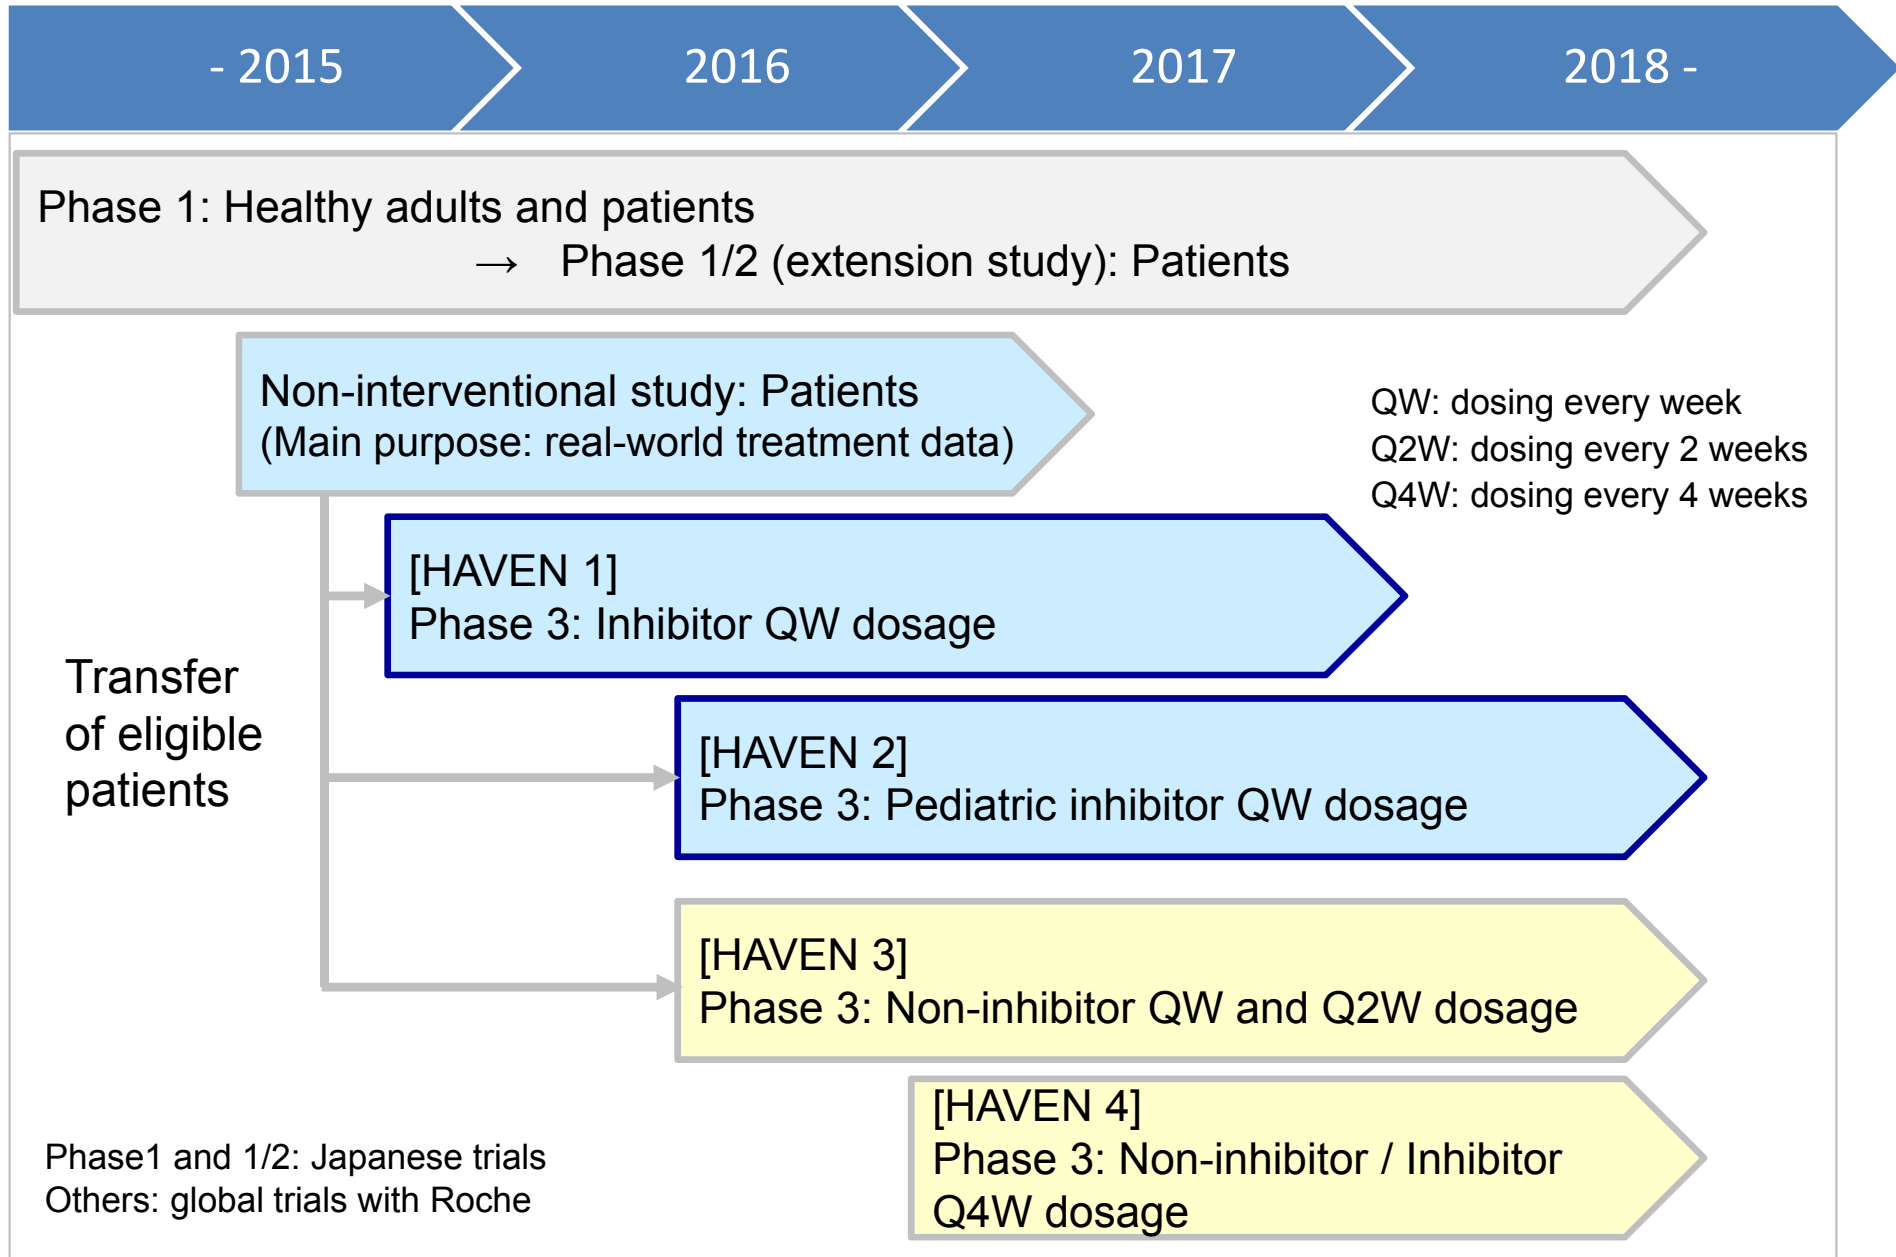 - 2015
2016
2017
2018 -
Phase 1: Healthy adults and patients
→ Phase 1/2 (extension study): Patients
Non-interventional study: Patients
(Main purpose: real-world treatment data)
QW: dosing every week
Q2W: dosing every 2 weeks
Q4W: dosing every 4 weeks
[HAVEN 1]
Phase 3: Inhibitor QW dosage
Transfer
of eligible
patients
[HAVEN 2]
Phase 3: Pediatric inhibitor QW dosage
[HAVEN 3]
Phase 3: Non-inhibitor QW and Q2W dosage
[HAVEN 4]
Phase 3: Non-inhibitor / Inhibitor
Q4W dosage
Phase1 and 1/2: Japanese trials
Others: global trials with Roche